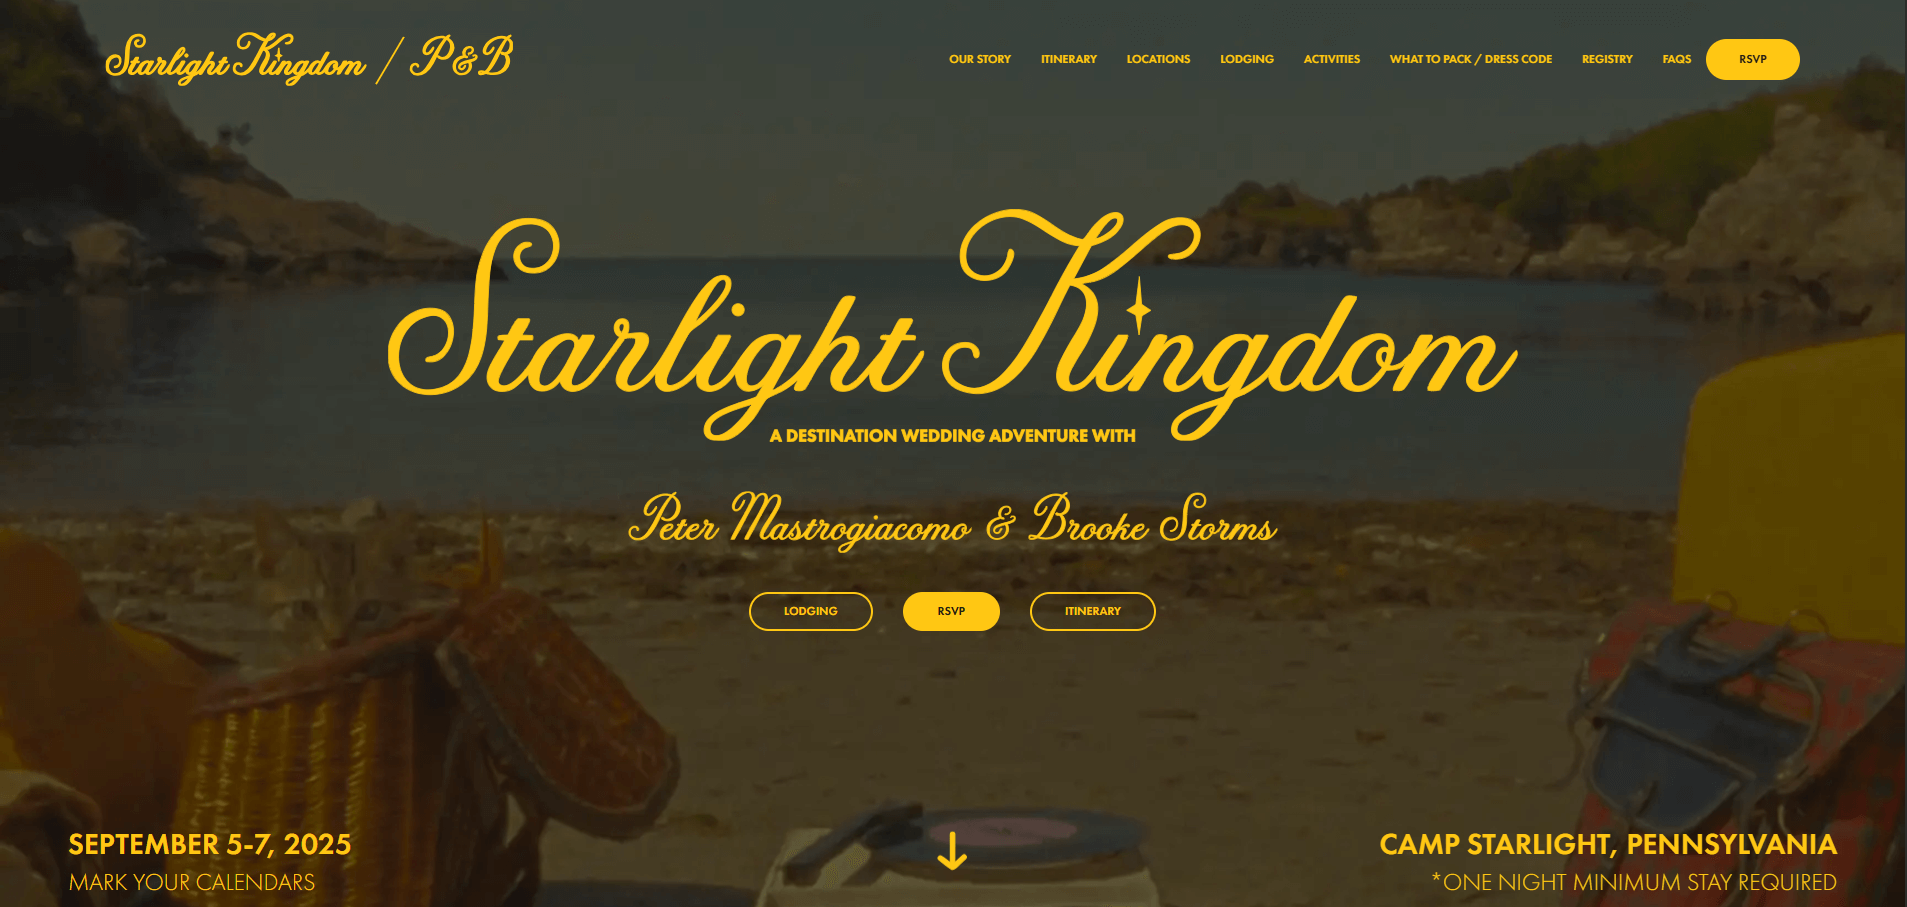 Starlight Kingdom / P&B
OUR STORY ITINERARY LOCATIONS LODGING ACTIVITIES WHAT TO PACK / DRESS CODE REGISTRY FAQS RSVP
Starlight Kingdom
A DESTINATION WEDDING ADVENTURE WITH
Peter Mastrogiacomo & Brooke Storms
LODGING RSVP ITINERARY
SEPTEMBER 5-7, 2025
MARK YOUR CALENDARS
CAMP STARLIGHT, PENNSYLVANIA
*ONE NIGHT MINIMUM STAY REQUIRED